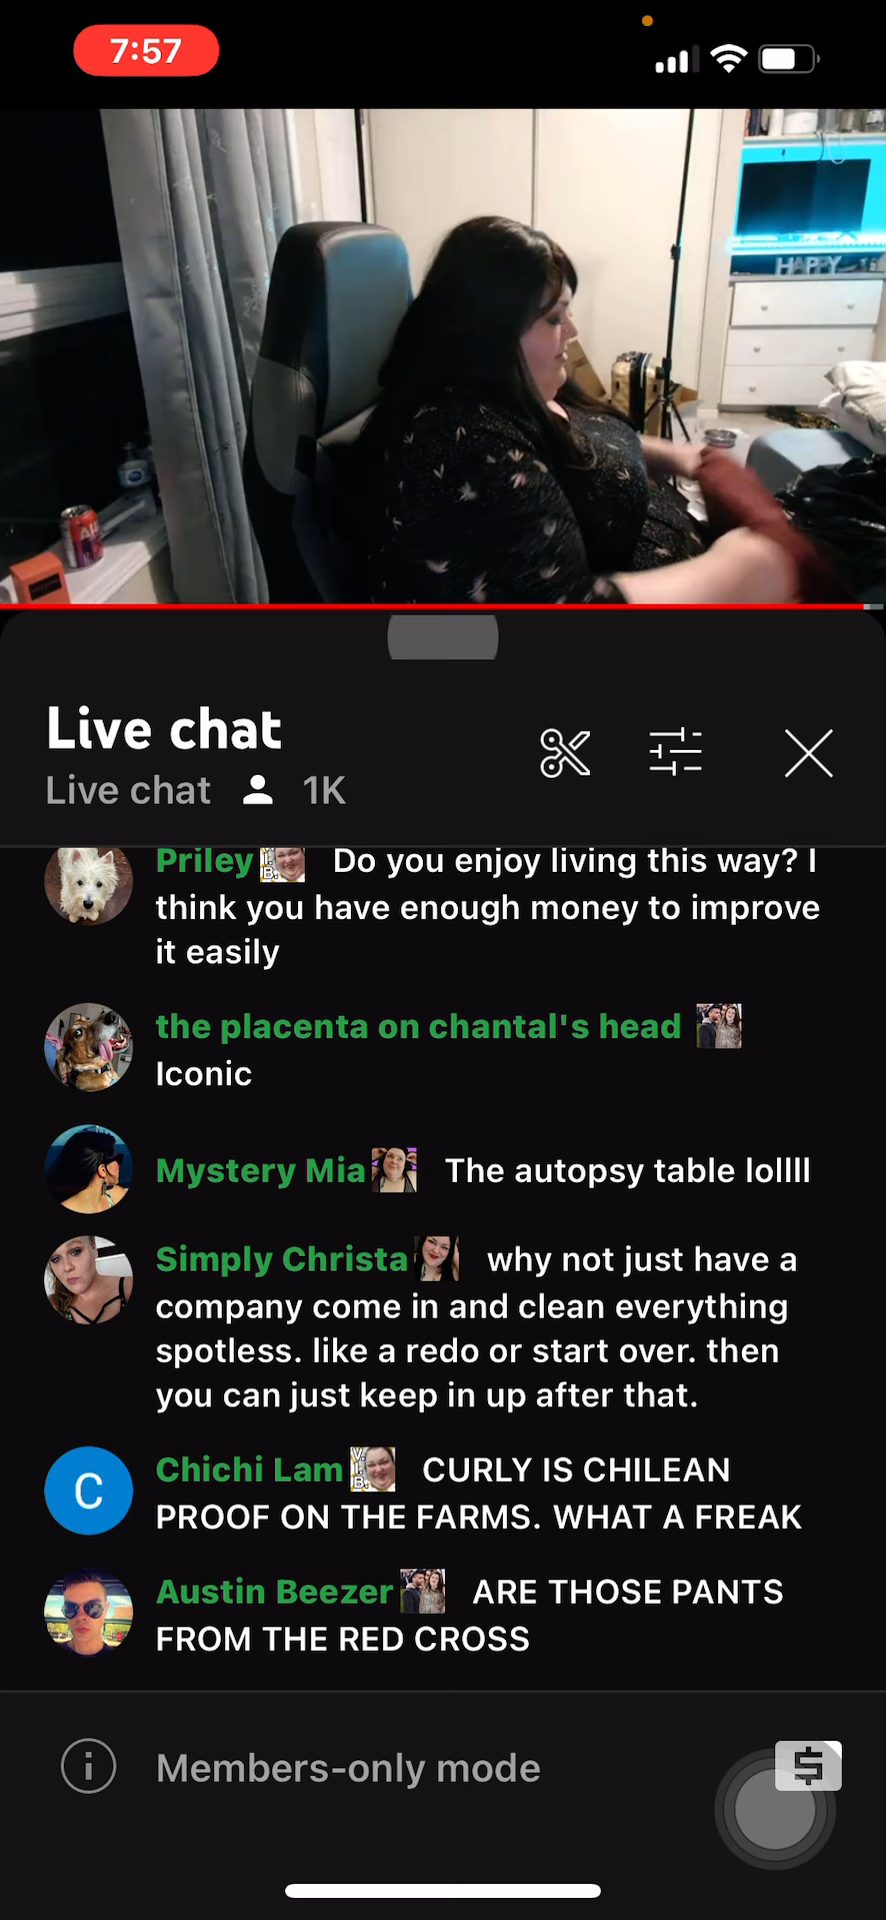 7:57
HAPPY
Live chat
Live chat 1K
Priley Do you enjoy living this way? I
think you have enough money to improve
it easily
the placenta on chantal's head
Iconic
Mystery Mia The autopsy table lollll
Simply Christa why not just have a
company come in and clean everything
spotless. like a redo or start over. then
you can just keep in up after that.
C
Chichi Lam V.I.B. CURLY IS CHILEAN
PROOF ON THE FARMS. WHAT A FREAK
Austin Beezer ARE THOSE PANTS
FROM THE RED CROSS
Members-only mode
$